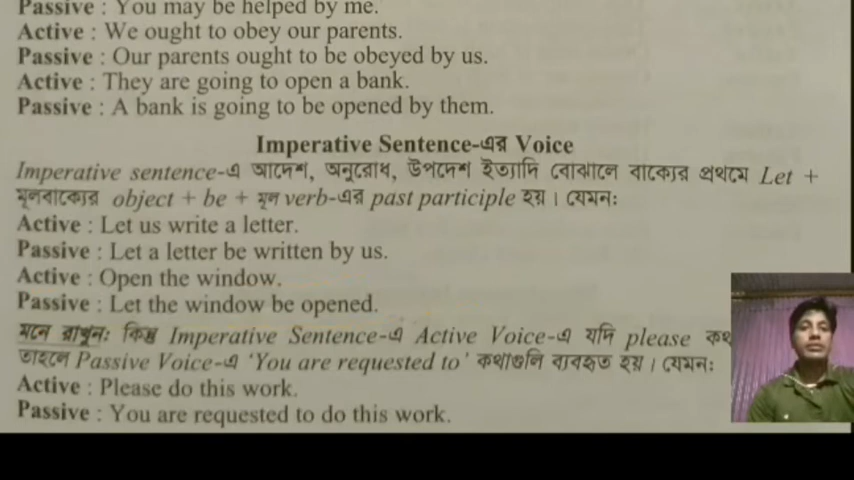 Passive : You may be helped by me.
Active : We ought to obey our parents.
Passive : Our parents ought to be obeyed by us.
Active : They are going to open a bank.
Passive : A bank is going to be opened by them.
Imperative Sentence-এর Voice
Imperative sentence-এ আদেশ, অনুরোধ, উপদেশ ইত্যাদি বোঝালে বাক্যের প্রথমে Let +
মূলবাক্যের object + be + মূল verb-এর past participle হয়। যেমন:
Active : Let us write a letter.
Passive : Let a letter be written by us.
Active : Open the window.
Passive : Let the window be opened.
মনে রাখুন: কিন্তু Imperative Sentence-এ Active Voice-এ যদি please
তাহলে Passive Voice-এ ‘You are requested to’ কথাগুলি ব্যবহৃত হয়। যেমন:
Active : Please do this work.
Passive : You are requested to do this work.